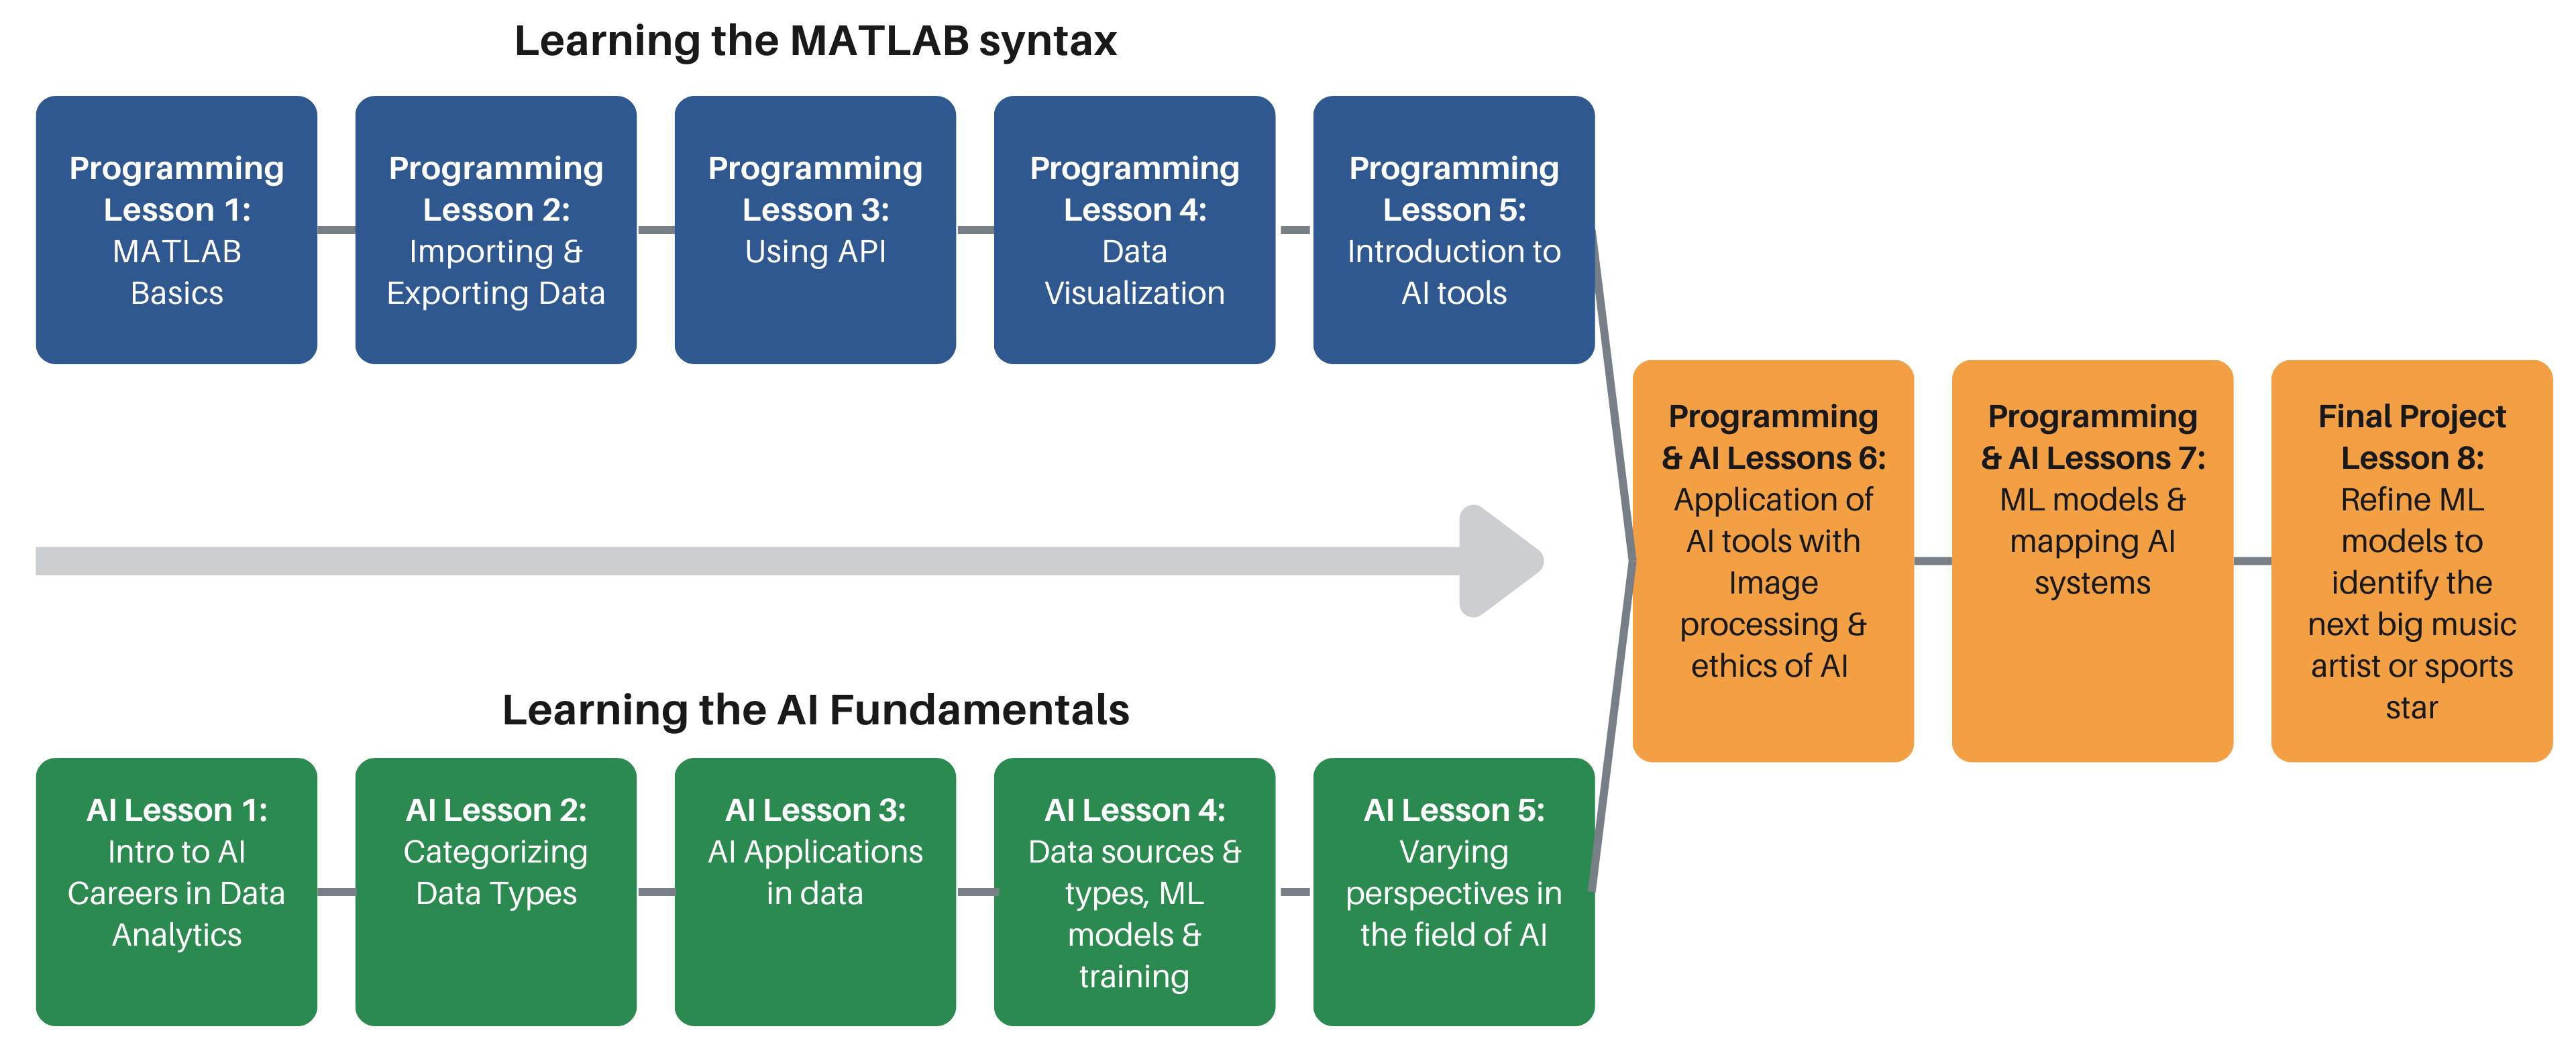 Learning the MATLAB syntax
Programming
Lesson 1:
MATLAB
Basics
Programming
Lesson 2:
Importing &
Exporting Data
Programming
Lesson 3:
Using API
Programming
Lesson 4:
Data
Visualization
Programming
Lesson 5:
Introduction to
AI tools
Learning the AI Fundamentals
AI Lesson 1:
Intro to AI
Careers in Data
Analytics
AI Lesson 2:
Categorizing
Data Types
AI Lesson 3:
AI Applications
in data
AI Lesson 4:
Data sources &
types, ML
models &
training
AI Lesson 5:
Varying
perspectives in
the field of AI
Programming
& AI Lessons 6:
Application of
AI tools with
Image
processing &
ethics of AI
Programming
& AI Lessons 7:
ML models &
mapping AI
systems
Final Project
Lesson 8:
Refine ML
models to
identify the
next big music
artist or sports
star